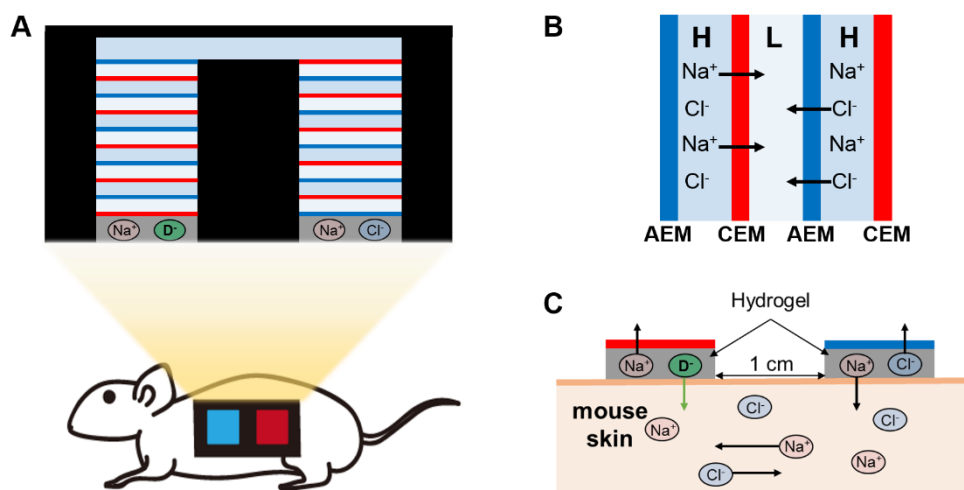 A
Na⁺ D⁻ Na⁺ Cl⁻
B
H L H
Na⁺ Na⁺
Cl⁻ Cl⁻
Na⁺ Na⁺
Cl⁻ Cl⁻
AEM CEM AEM CEM
C
Hydrogel
Na⁺ D⁻ 1 cm Na⁺ Cl⁻
mouse
skin
Cl⁻
Na⁺
Cl⁻
Na⁺
Cl⁻
Na⁺